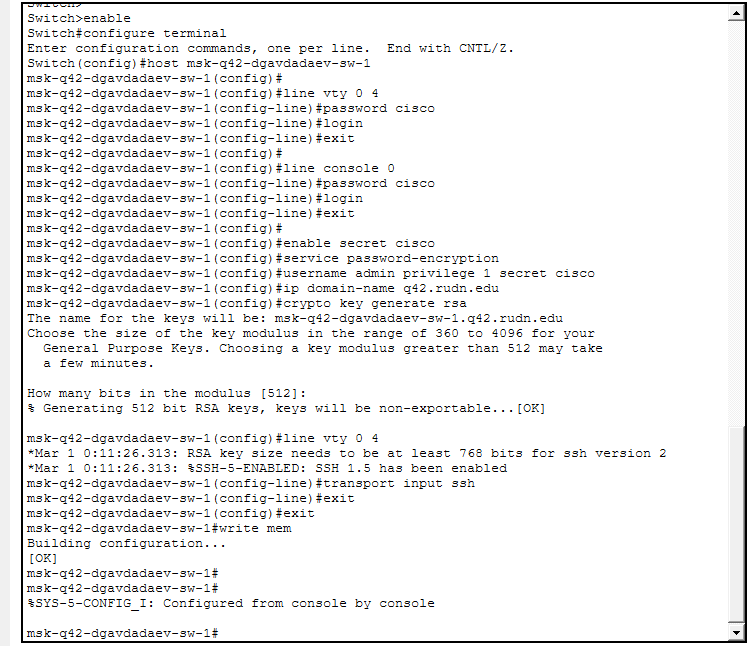 Switch>
Switch>enable
Switch#configure terminal
Enter configuration commands, one per line.  End with CNTL/Z.
Switch(config)#host msk-q42-dgavdadaev-sw-1
msk-q42-dgavdadaev-sw-1(config)#
msk-q42-dgavdadaev-sw-1(config)#line vty 0 4
msk-q42-dgavdadaev-sw-1(config-line)#password cisco
msk-q42-dgavdadaev-sw-1(config-line)#login
msk-q42-dgavdadaev-sw-1(config-line)#exit
msk-q42-dgavdadaev-sw-1(config)#
msk-q42-dgavdadaev-sw-1(config)#line console 0
msk-q42-dgavdadaev-sw-1(config-line)#password cisco
msk-q42-dgavdadaev-sw-1(config-line)#login
msk-q42-dgavdadaev-sw-1(config-line)#exit
msk-q42-dgavdadaev-sw-1(config)#
msk-q42-dgavdadaev-sw-1(config)#enable secret cisco
msk-q42-dgavdadaev-sw-1(config)#service password-encryption
msk-q42-dgavdadaev-sw-1(config)#username admin privilege 1 secret cisco
msk-q42-dgavdadaev-sw-1(config)#ip domain-name q42.rudn.edu
msk-q42-dgavdadaev-sw-1(config)#crypto key generate rsa
The name for the keys will be: msk-q42-dgavdadaev-sw-1.q42.rudn.edu
Choose the size of the key modulus in the range of 360 to 4096 for your
  General Purpose Keys. Choosing a key modulus greater than 512 may take
  a few minutes.
How many bits in the modulus [512]:
% Generating 512 bit RSA keys, keys will be non-exportable...[OK]
msk-q42-dgavdadaev-sw-1(config)#line vty 0 4
*Mar 1 0:11:26.313: RSA key size needs to be at least 768 bits for ssh version 2
*Mar 1 0:11:26.313: %SSH-5-ENABLED: SSH 1.5 has been enabled
msk-q42-dgavdadaev-sw-1(config-line)#transport input ssh
msk-q42-dgavdadaev-sw-1(config-line)#exit
msk-q42-dgavdadaev-sw-1(config)#exit
msk-q42-dgavdadaev-sw-1#write mem
Building configuration...
[OK]
msk-q42-dgavdadaev-sw-1#
msk-q42-dgavdadaev-sw-1#
%SYS-5-CONFIG_I: Configured from console by console
msk-q42-dgavdadaev-sw-1#